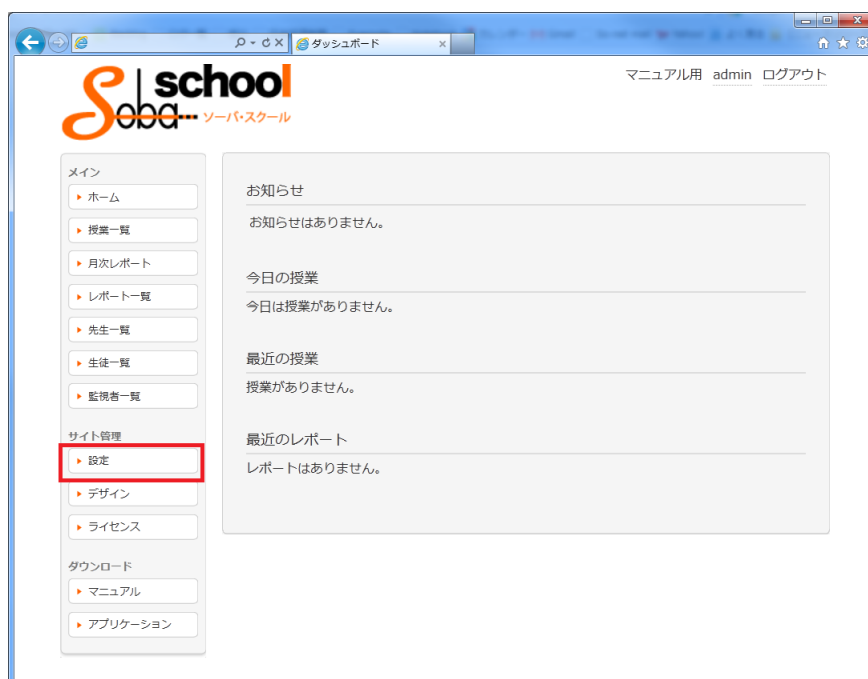 ダッシュボード
Soba school
ソーバ・スクール
マニュアル用 admin ログアウト
メイン
ホーム
授業一覧
月次レポート
レポート一覧
先生一覧
生徒一覧
監視者一覧
サイト管理
設定
デザイン
ライセンス
ダウンロード
マニュアル
アプリケーション
お知らせ
お知らせはありません。
今日の授業
今日は授業がありません。
最近の授業
授業がありません。
最近のレポート
レポートはありません。